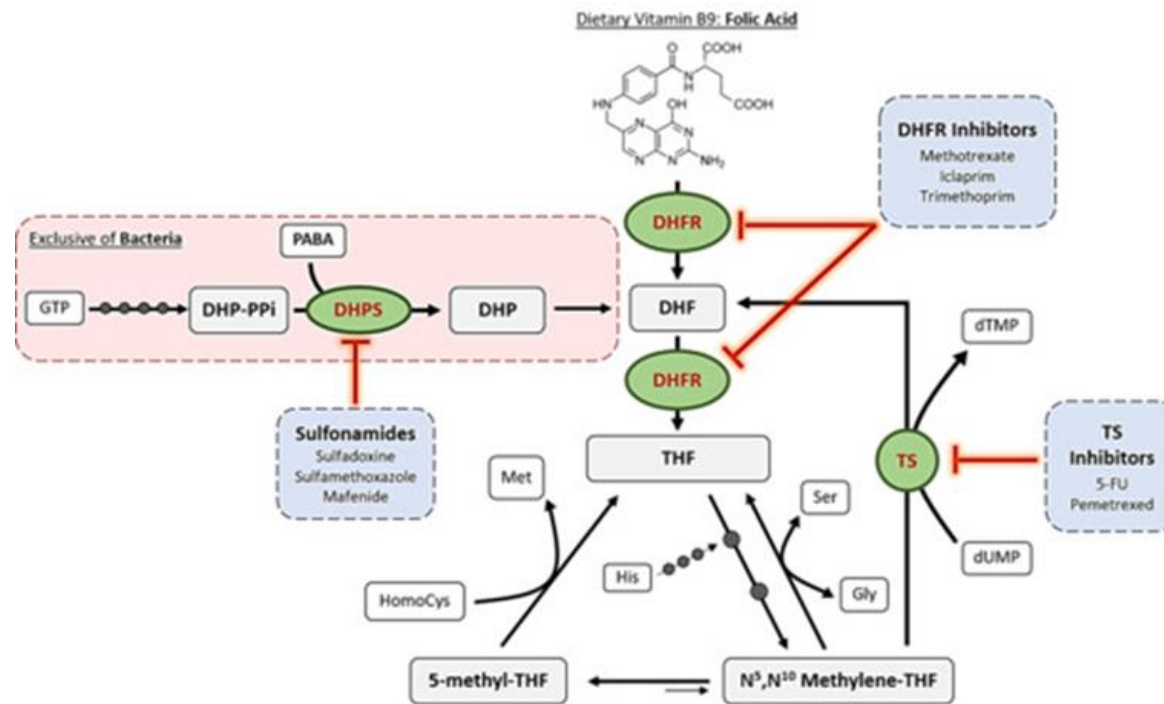 Dietary Vitamin B9: Folic Acid
O
COOH
N
H
COOH
HN
OH
N
N
N
N
NH₂
DHFR Inhibitors
Methotrexate
Iclaprim
Trimethoprim
DHFR
Exclusive of Bacteria
PABA
GTP
DHP-PPi
DHPS
DHP
DHF
dTMP
DHFR
Sulfonamides
Sulfadoxine
Sulfamethoxazole
Mafenide
THF
TS
TS
Inhibitors
5-FU
Pemetrexed
Met
Ser
His
dUMP
HomoCys
Gly
5-methyl-THF
N⁵,N¹⁰ Methylene-THF